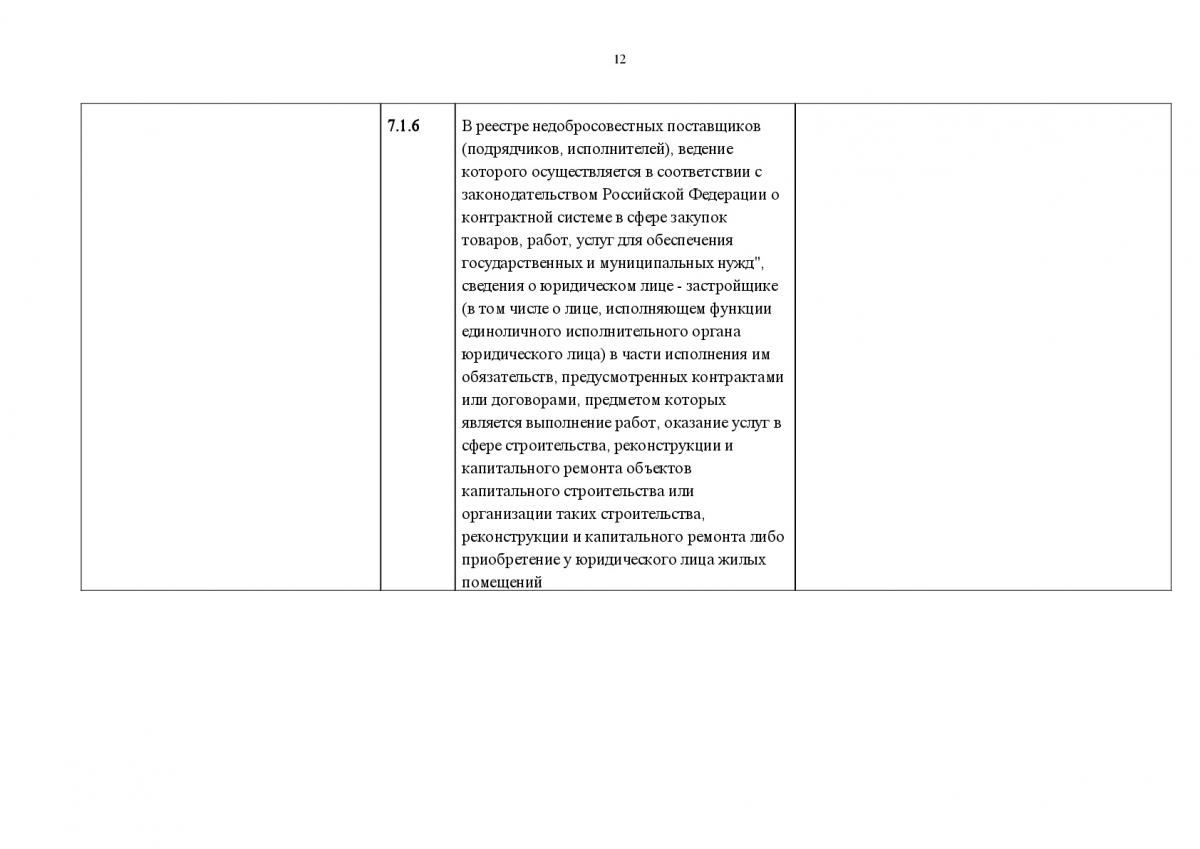 12
7.1.6
В реестре недобросовестных поставщиков
(подрядчиков, исполнителей), ведение
которого осуществляется в соответствии с
законодательством Российской Федерации о
контрактной системе в сфере закупок
товаров, работ, услуг для обеспечения
государственных и муниципальных нужд",
сведения о юридическом лице - застройщике
(в том числе о лице, исполняющем функции
единоличного исполнительного органа
юридического лица) в части исполнения им
обязательств, предусмотренных контрактами
или договорами, предметом которых
является выполнение работ, оказание услуг в
сфере строительства, реконструкции и
капитального ремонта объектов
капитального строительства или
организации таких строительства,
реконструкции и капитального ремонта либо
приобретение у юридического лица жилых
помещений